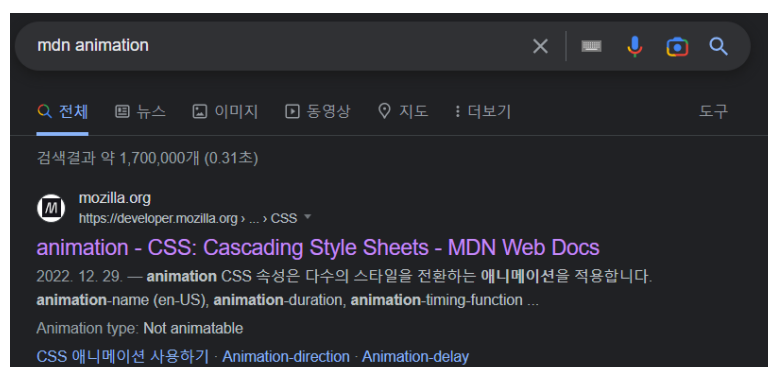 mdn animation
전체 뉴스 이미지 동영상 지도 더보기 도구
검색결과 약 1,700,000개 (0.31초)
mozilla.org
https://developer.mozilla.org › ... › CSS
animation - CSS: Cascading Style Sheets - MDN Web Docs
2022. 12. 29. — animation CSS 속성은 다수의 스타일을 전환하는 애니메이션을 적용합니다.
animation-name (en-US), animation-duration, animation-timing-function ...
Animation type: Not animatable
CSS 애니메이션 사용하기 · Animation-direction · Animation-delay